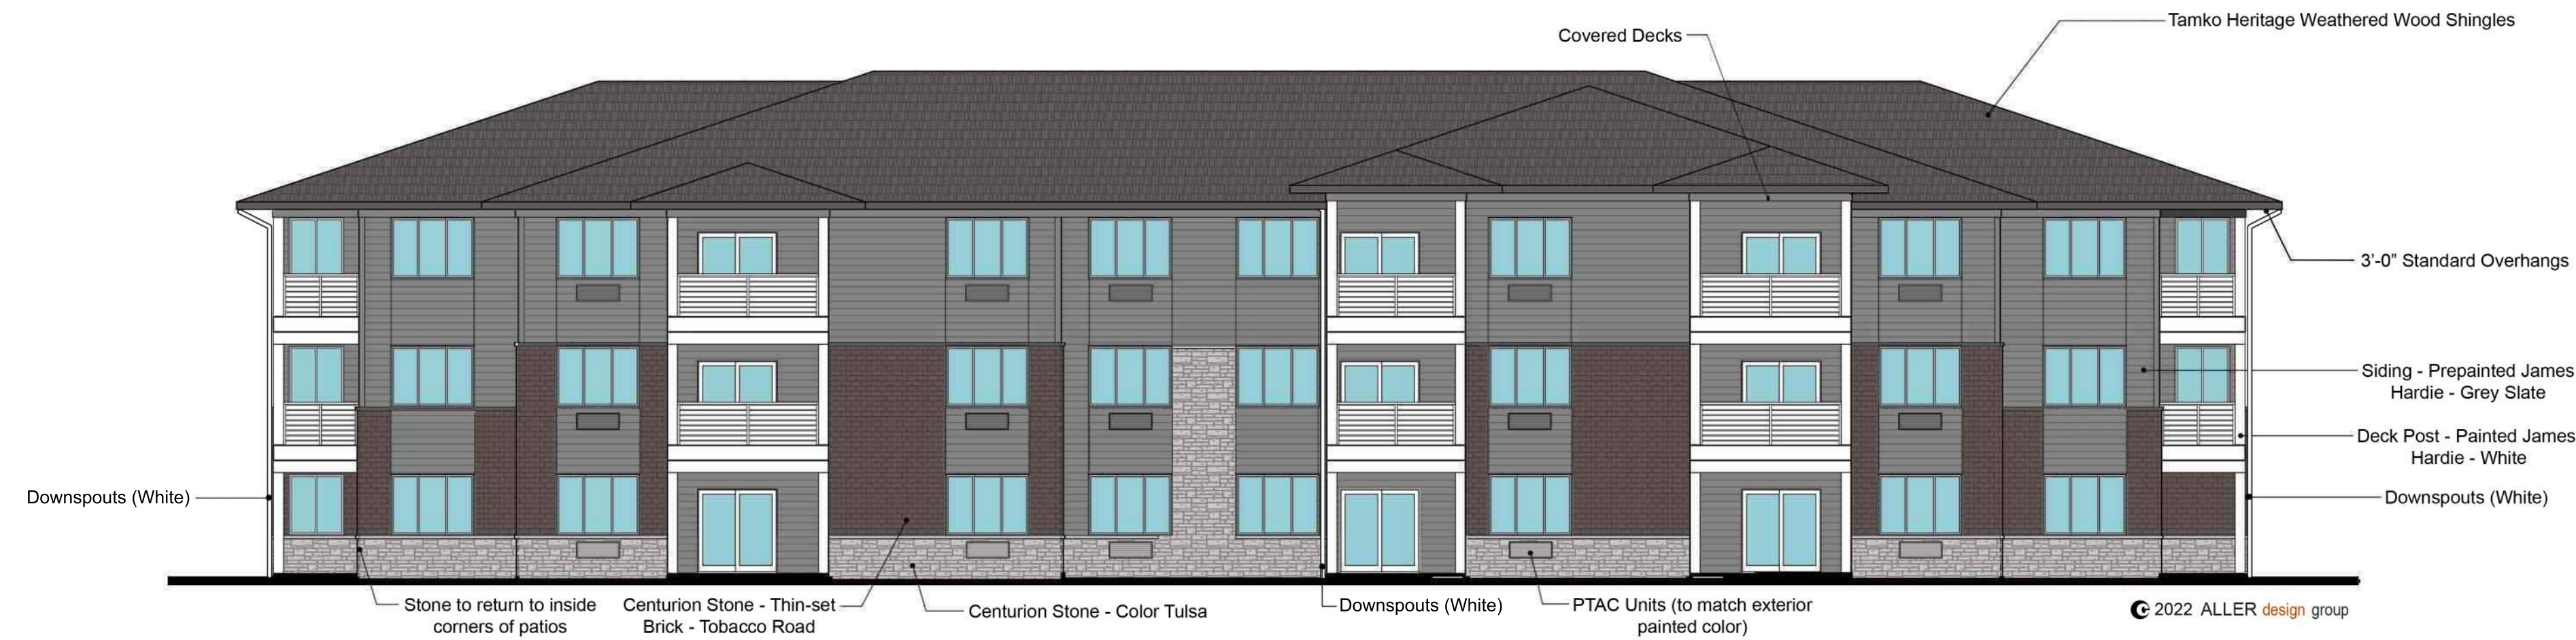 Tamko Heritage Weathered Wood Shingles
Covered Decks
3'-0" Standard Overhangs
Siding - Prepainted James
Hardie - Grey Slate
Deck Post - Painted James
Hardie - White
Downspouts (White)
Downspouts (White)
Stone to return to inside
corners of patios
Centurion Stone - Thin-set
Brick - Tobacco Road
Centurion Stone - Color Tulsa
Downspouts (White)
PTAC Units (to match exterior
painted color)
2022 ALLER design group